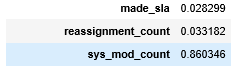 made_sla 0.028299
reassignment_count 0.033182
sys_mod_count 0.860346